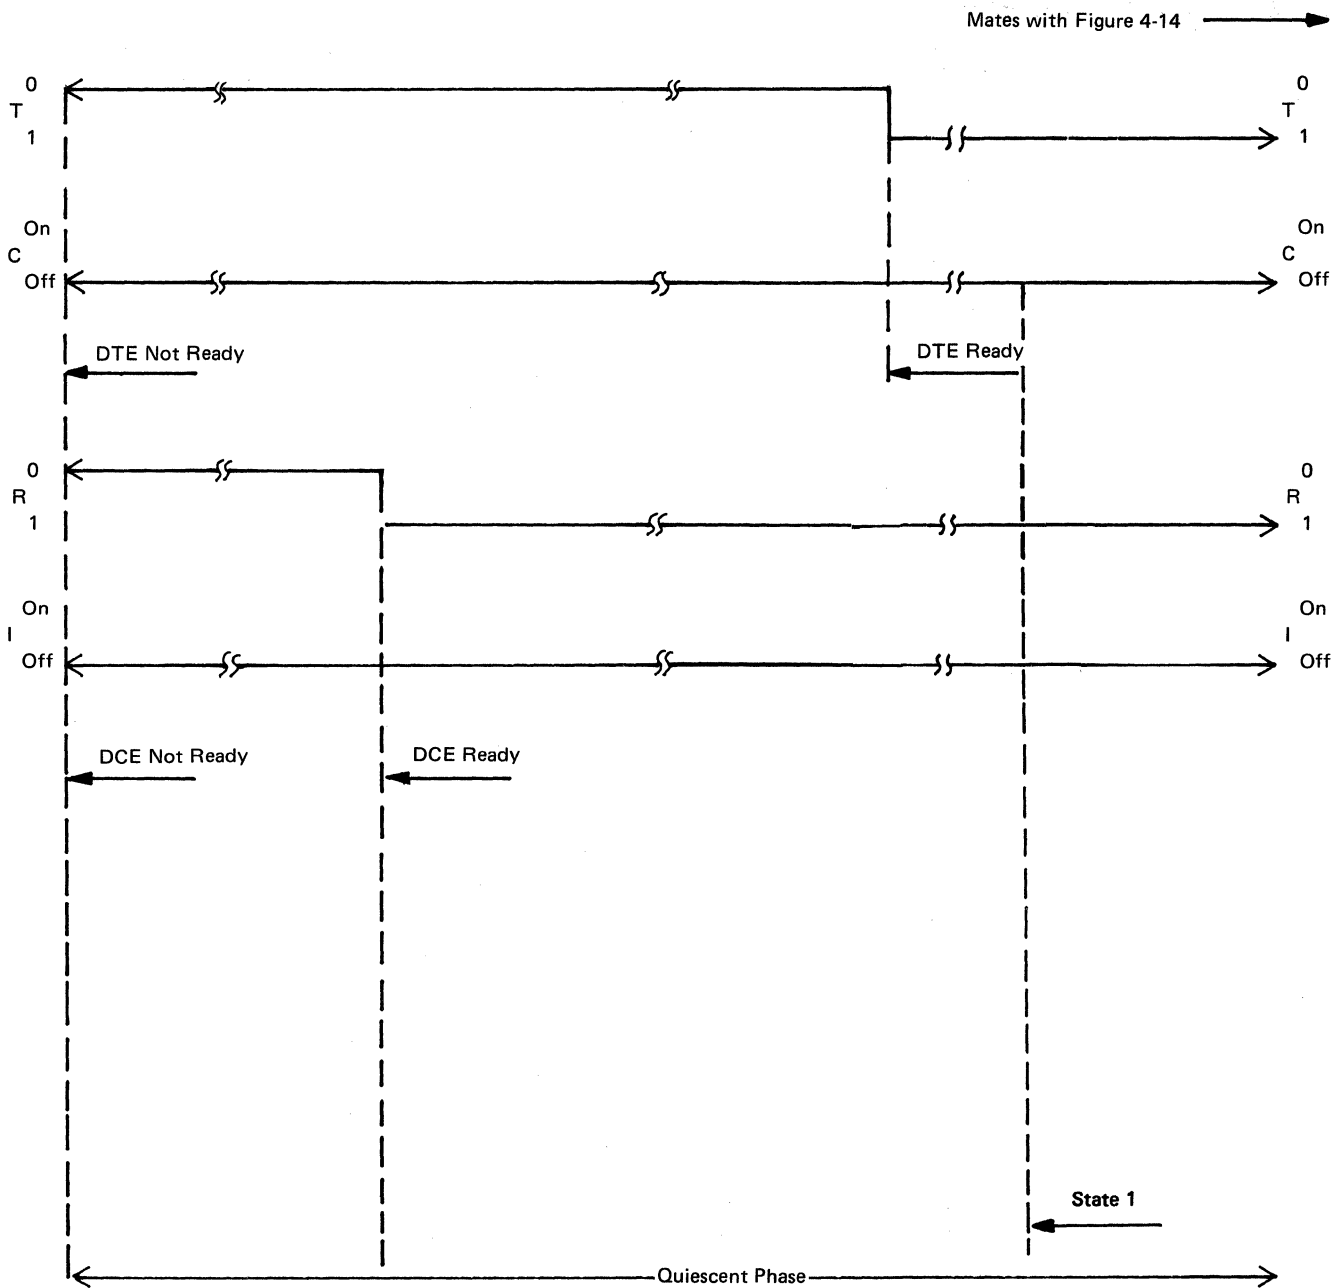 Mates with Figure 4-14
0 0
T T
1 1
On On
C C
Off Off
DTE Not Ready DTE Ready
0 0
R R
1 1
On On
I I
Off Off
DCE Not Ready DCE Ready
State 1
Quiescent Phase